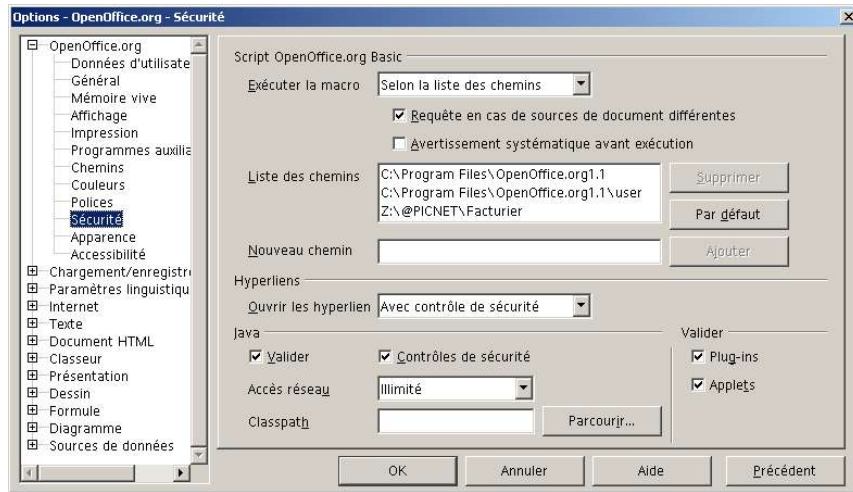 Options - OpenOffice.org - Sécurité
OpenOffice.org
Données d'utilisate
Général
Mémoire vive
Affichage
Impression
Programmes auxilia
Chemins
Couleurs
Polices
Sécurité
Apparence
Accessibilité
Chargement/enregistr
Paramètres linguistiqu
Internet
Texte
Document HTML
Classeur
Présentation
Dessin
Formule
Diagramme
Sources de données
Script OpenOffice.org Basic
Exécuter la macro Selon la liste des chemins
Requête en cas de sources de document différentes
Avertissement systématique avant exécution
Liste des chemins
C:\Program Files\OpenOffice.org1.1
C:\Program Files\OpenOffice.org1.1\user
Z:\@PICNET\Facturier
Supprimer
Par défaut
Nouveau chemin
Ajouter
Hyperliens
Ouvrir les hyperlien Avec contrôle de sécurité
Java
Valider Contrôles de sécurité
Accès réseau Illimité
Classpath Parcourir...
Valider
Plug-ins
Applets
OK Annuler Aide Précédent